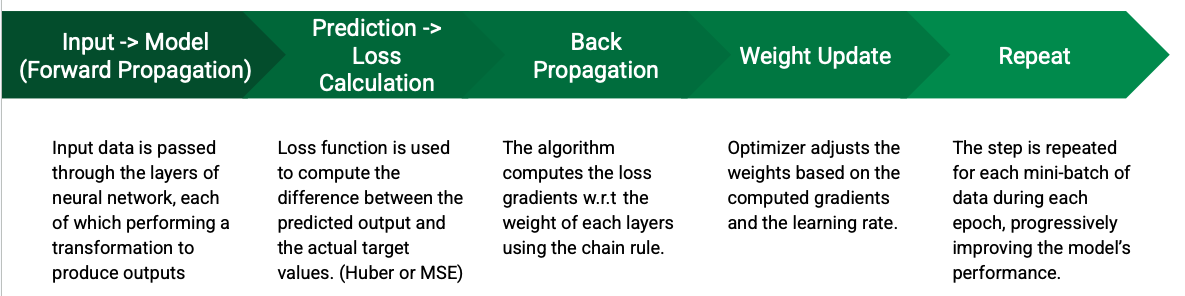 Input -> Model
(Forward Propagation)
Prediction ->
Loss
Calculation
Back
Propagation
Weight Update
Repeat
Input data is passed
through the layers of
neural network, each
of which performing a
transformation to
produce outputs
Loss function is used
to compute the
difference between the
predicted output and
the actual target
values. (Huber or MSE)
The algorithm
computes the loss
gradients w.r.t the
weight of each layers
using the chain rule.
Optimizer adjusts the
weights based on the
computed gradients
and the learning rate.
The step is repeated
for each mini-batch of
data during each
epoch, progressively
improving the model’s
performance.